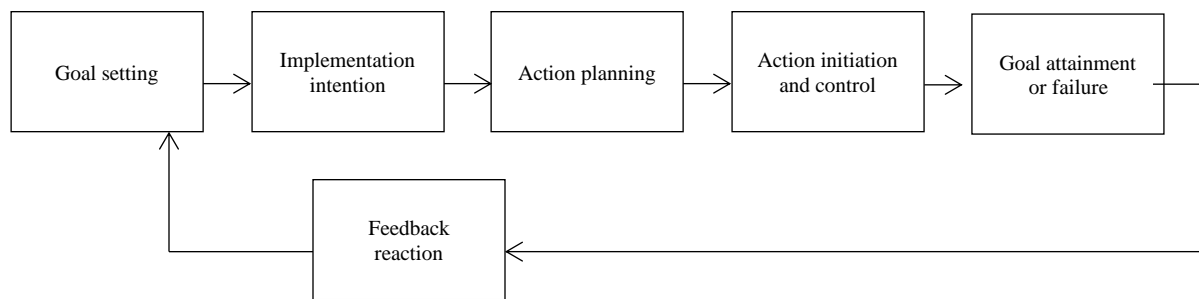 Goal setting
Implementation
intention
Action planning
Action initiation
and control
Goal attainment
or failure
Feedback
reaction